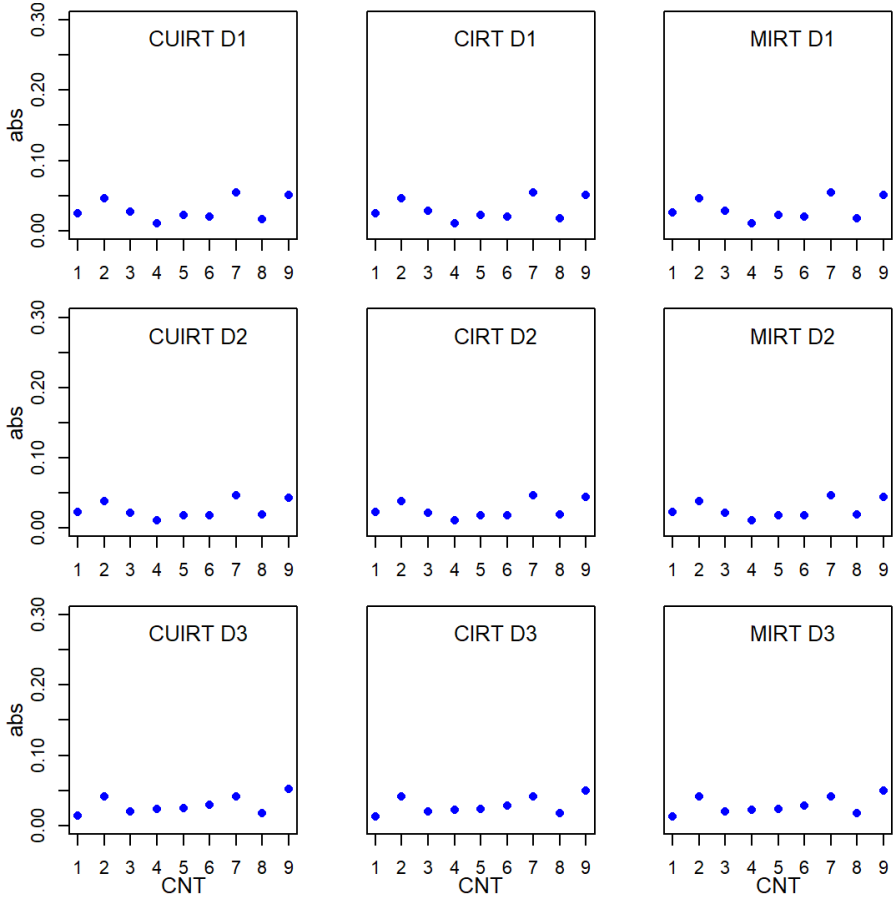 CUIRT D1 CIRT D1 MIRT D1
abs
0.00 0.10 0.20 0.30
1 2 3 4 5 6 7 8 9 1 2 3 4 5 6 7 8 9 1 2 3 4 5 6 7 8 9
CUIRT D2 CIRT D2 MIRT D2
abs
0.00 0.10 0.20 0.30
1 2 3 4 5 6 7 8 9 1 2 3 4 5 6 7 8 9 1 2 3 4 5 6 7 8 9
CUIRT D3 CIRT D3 MIRT D3
abs
0.00 0.10 0.20 0.30
1 2 3 4 5 6 7 8 9 1 2 3 4 5 6 7 8 9 1 2 3 4 5 6 7 8 9
CNT CNT CNT